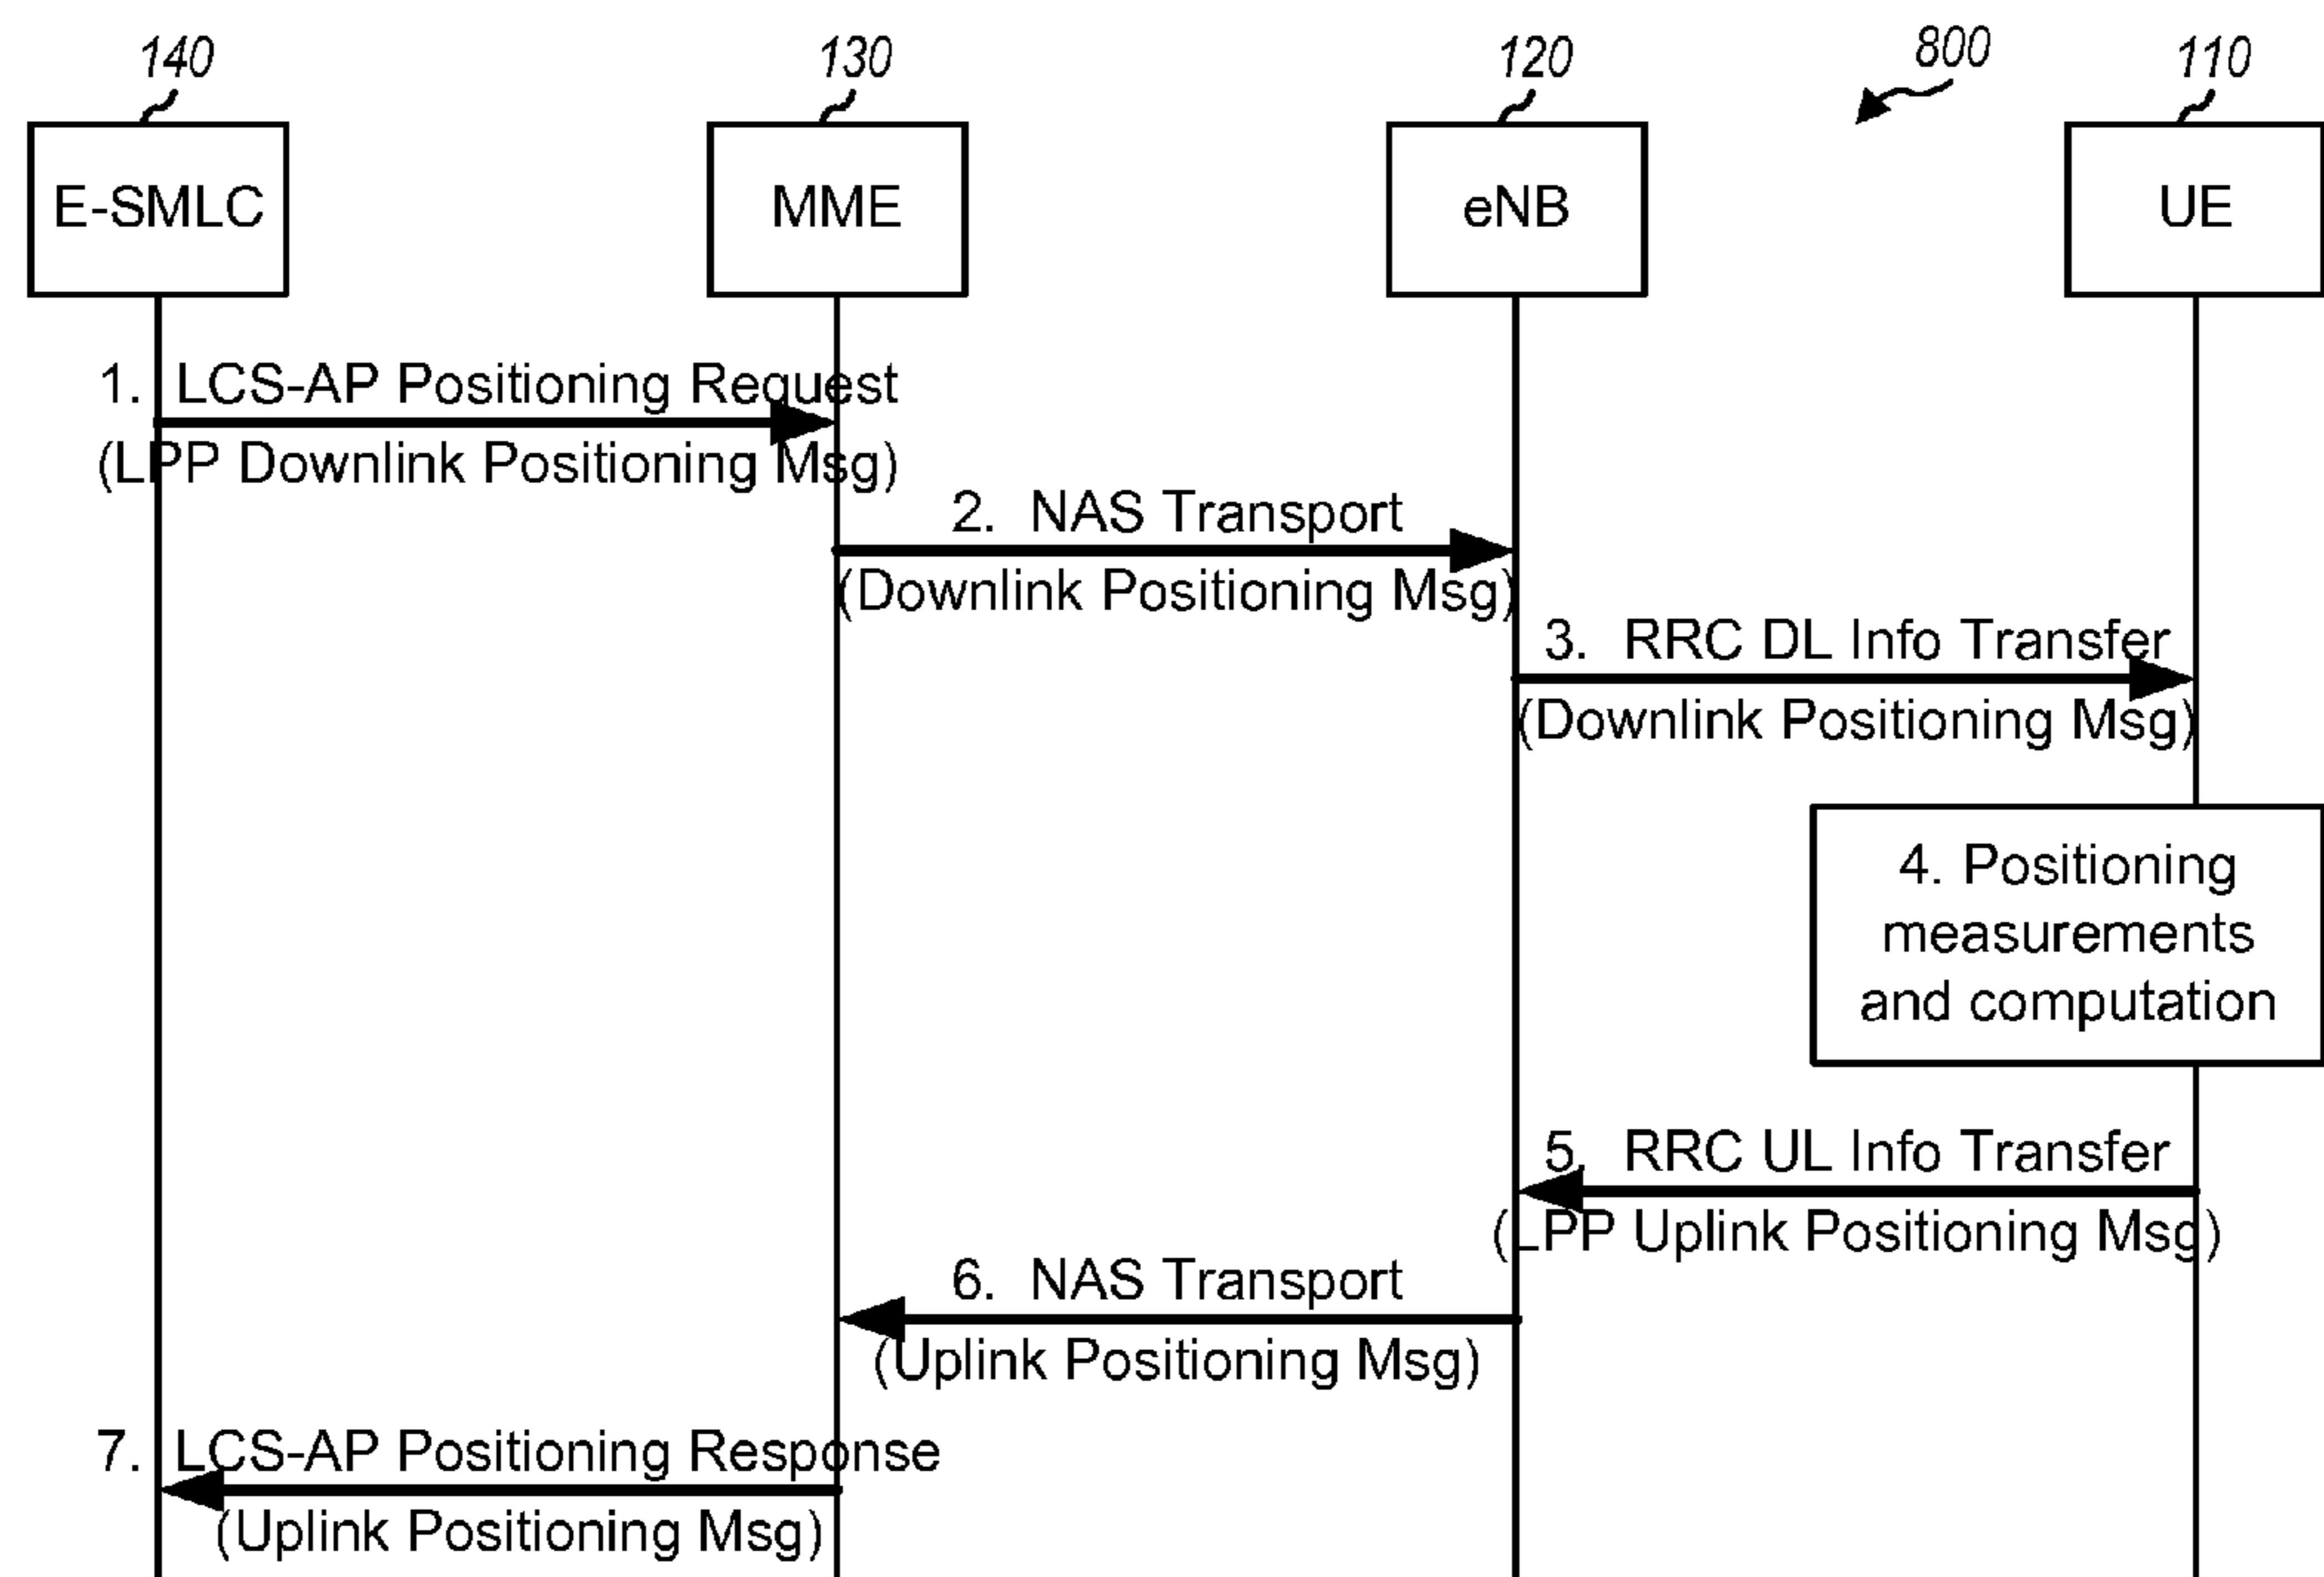 140 130 120 800 110
E-SMLC MME eNB UE
1. LCS-AP Positioning Request
(LPP Downlink Positioning Msg)
2. NAS Transport
(Downlink Positioning Msg)
3. RRC DL Info Transfer
(Downlink Positioning Msg)
4. Positioning
measurements
and computation
5. RRC UL Info Transfer
(LPP Uplink Positioning Msg)
6. NAS Transport
(Uplink Positioning Msg)
7. LCS-AP Positioning Response
(Uplink Positioning Msg)